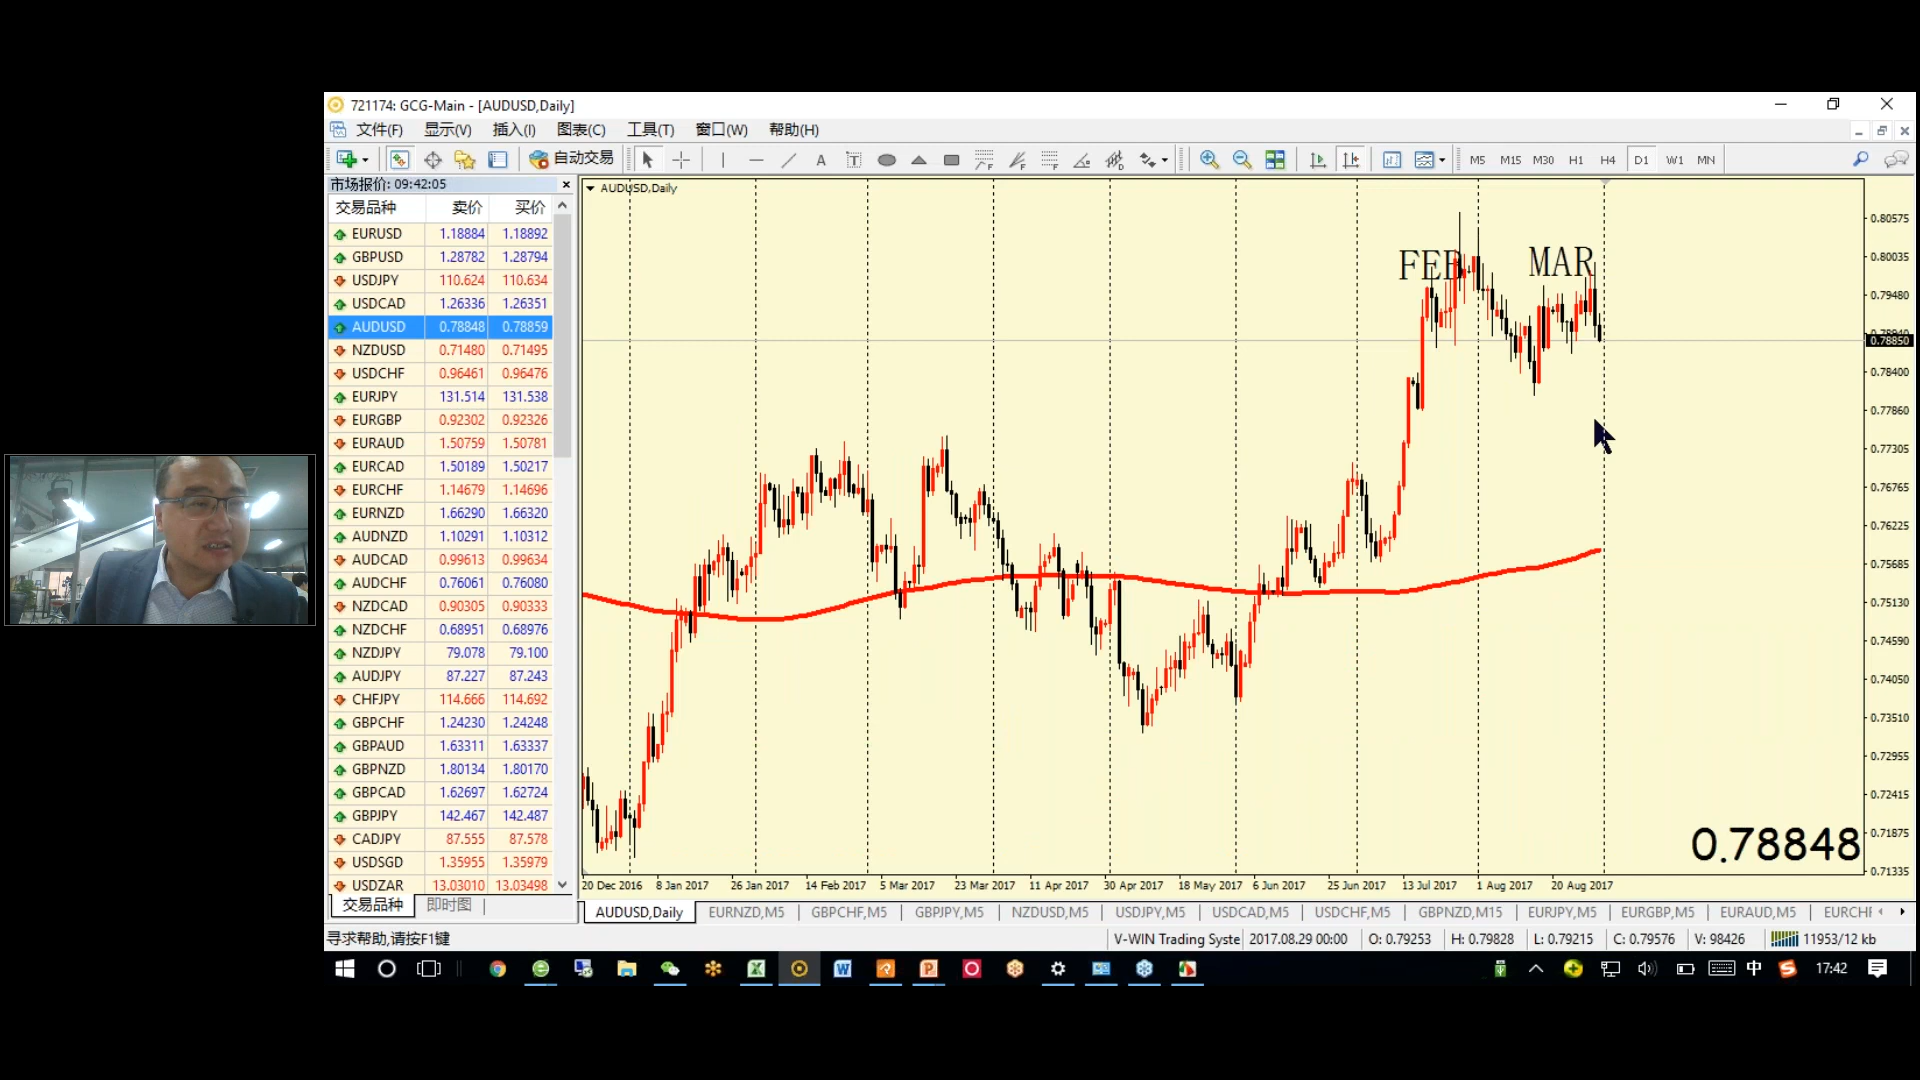 721174: GCG-Main - [AUDUSD,Daily]
文件(F) 显示(V) 插入(I) 图表(C) 工具(T) 窗口(W) 帮助(H)
自动交易 A T M5 M15 M30 H1 H4 D1 W1 MN
市场报价: 09:42:05
交易品种 卖价 买价
EURUSD 1.18884 1.18892
GBPUSD 1.28782 1.28794
USDJPY 110.624 110.634
USDCAD 1.26336 1.26351
AUDUSD 0.78848 0.78859
NZDUSD 0.71480 0.71495
USDCHF 0.96461 0.96476
EURJPY 131.514 131.538
EURGBP 0.92302 0.92326
EURAUD 1.50759 1.50781
EURCAD 1.50189 1.50217
EURCHF 1.14679 1.14696
EURNZD 1.66290 1.66320
AUDNZD 1.10291 1.10312
AUDCAD 0.99613 0.99634
AUDCHF 0.76061 0.76080
NZDCAD 0.90305 0.90333
NZDCHF 0.68951 0.68976
NZDJPY 79.078 79.100
AUDJPY 87.227 87.243
CHFJPY 114.666 114.692
GBPCHF 1.24230 1.24248
GBPAUD 1.63311 1.63337
GBPNZD 1.80134 1.80170
GBPCAD 1.62697 1.62724
GBPJPY 142.467 142.487
CADJPY 87.555 87.578
USDSGD 1.35955 1.35979
USDZAR 13.03010 13.03498
交易品种 即时图
AUDUSD,Daily
FEB MAR
0.80575
0.80035
0.79480
0.78940
0.78850
0.78400
0.77860
0.77305
0.76765
0.76225
0.75685
0.75130
0.74590
0.74050
0.73510
0.72955
0.72415
0.71875
0.71335
0.78848
20 Dec 2016 8 Jan 2017 26 Jan 2017 14 Feb 2017 5 Mar 2017 23 Mar 2017 11 Apr 2017 30 Apr 2017 18 May 2017 6 Jun 2017 25 Jun 2017 13 Jul 2017 1 Aug 2017 20 Aug 2017
AUDUSD,Daily EURNZD,M5 GBPCHF,M5 GBPJPY,M5 NZDUSD,M5 USDJPY,M5 USDCAD,M5 USDCHF,M5 GBPNZD,M15 EURJPY,M5 EURGBP,M5 EURAUD,M5 EURCHF
寻求帮助,请按F1键 V-WIN Trading Syste 2017.08.29 00:00 O: 0.79253 H: 0.79828 L: 0.79215 C: 0.79576 V: 98426 11953/12 kb
中 17:42